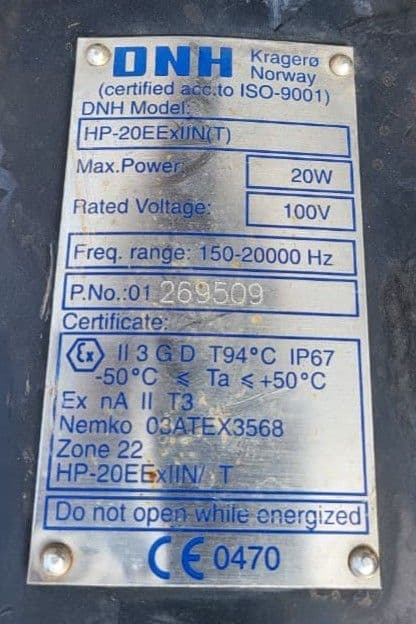 DNH Kragerø
Norway
(certified acc.to ISO-9001)
DNH Model:
HP-20EExIIN(T)
Max.Power: 20W
Rated Voltage: 100V
Freq. range: 150-20000 Hz
P.No.:01 269509
Certificate:
Ex II 3 G D T94°C IP67
-50°C ≤ Ta ≤ +50°C
Ex nA II T3
Nemko 03ATEX3568
Zone 22
HP-20EExIIN/ T
Do not open while energized
CE 0470